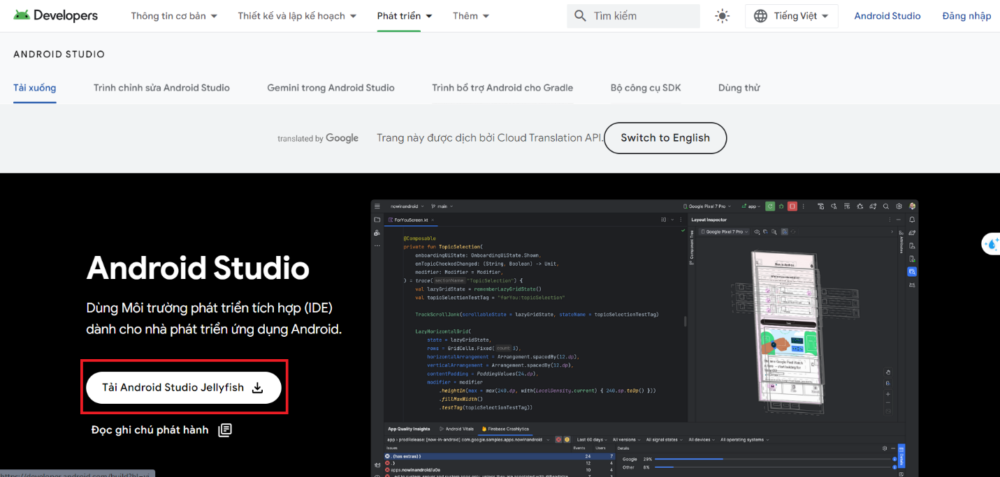 Developers
Thông tin cơ bản
Thiết kế và lập kế hoạch
Phát triển
Thêm
Tìm kiếm
Tiếng Việt
Android Studio
Đăng nhập
ANDROID STUDIO
Tải xuống
Trình chỉnh sửa Android Studio
Gemini trong Android Studio
Trình bổ trợ Android cho Gradle
Bộ công cụ SDK
Dùng thử
translated by Google
Trang này được dịch bởi Cloud Translation API.
Switch to English
Android Studio
Dùng Môi trường phát triển tích hợp (IDE)
dành cho nhà phát triển ứng dụng Android.
Tải Android Studio Jellyfish
Đọc ghi chú phát hành
nowinandroid
main
Google Pixel 7 Pro
app
ForYouScreen.kt
Layout Inspector
Google Pixel 7 Pro
Component Tree
Attributes
@Composable
private fun TopicSelection(
onboardingUiState: OnboardingUiState.Shown,
onTopicCheckedChanged: (String, Boolean) -> Unit,
modifier: Modifier = Modifier,
) = trace( sectionName: "TopicSelection") {
val lazyGridState = rememberLazyGridState()
val topicSelectionTestTag = "forYou:topicSelection"
TrackScrollJank(scrollableState = lazyGridState, stateName = topicSelectionTestTag)
LazyHorizontalGrid(
state = lazyGridState,
rows = GridCells.Fixed( count: 3),
horizontalArrangement = Arrangement.spacedBy(12.dp),
verticalArrangement = Arrangement.spacedBy(12.dp),
contentPadding = PaddingValues(24.dp),
modifier = modifier
.heightIn(max = max(240.dp, with(LocalDensity.current) { 240.sp.toDp() }))
.fillMaxWidth()
.testTag(topicSelectionTestTag))
App Quality Insights
Android Vitals
Firebase Crashlytics
app › prodRelease: [now-in-android] com.google.samples.apps.nowinandroid
Last 60 days
All versions
All signal states
All devices
All operating systems
Issues
Events
Users
Details
.{has extras}}
24
7
.}
12
4
apps.nowinandroid/u0a
10
4
Google 29%
Other 8%
Details
https://developer.android.com/build?hl=vi